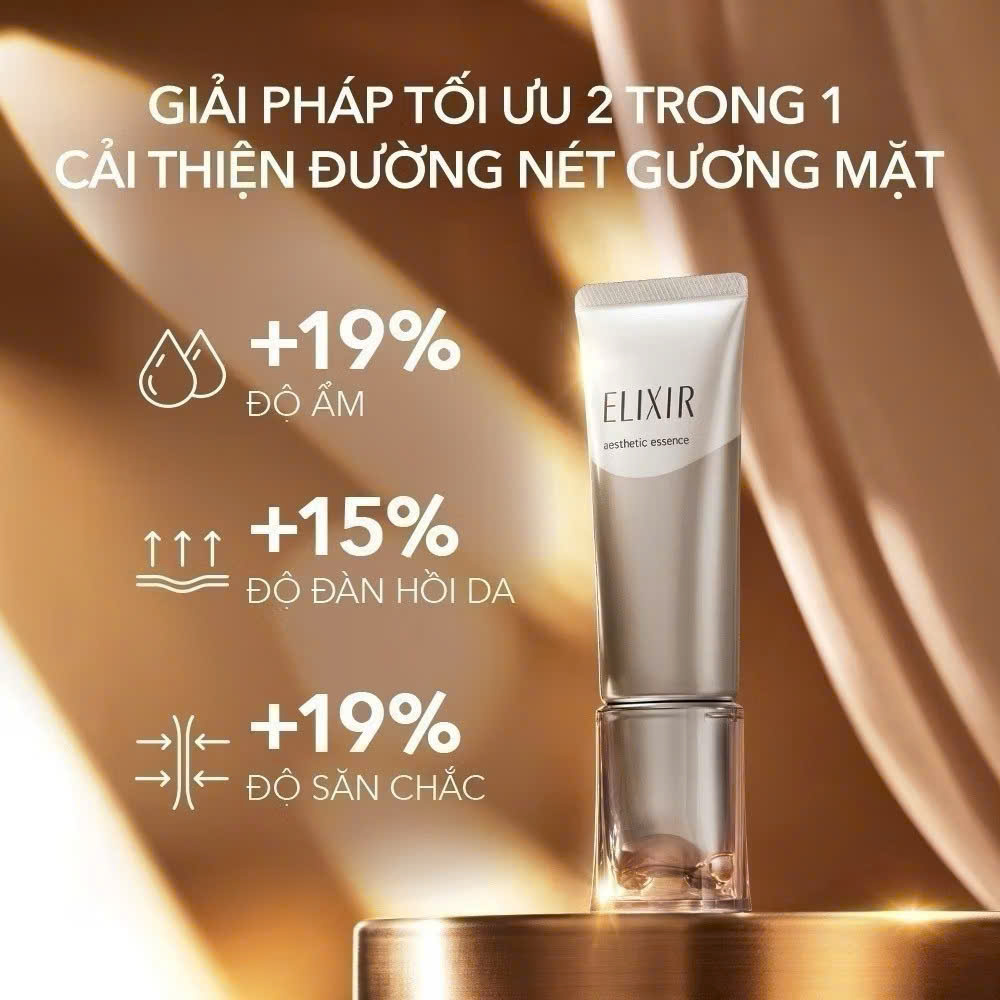 GIẢI PHÁP TỐI ƯU 2 TRONG 1
CẢI THIỆN ĐƯỜNG NÉT GƯƠNG MẶT
+19%
ĐỘ ẨM
+15%
ĐỘ ĐÀN HỒI DA
+19%
ĐỘ SĂN CHẮC
ELIXIR
aesthetic essence